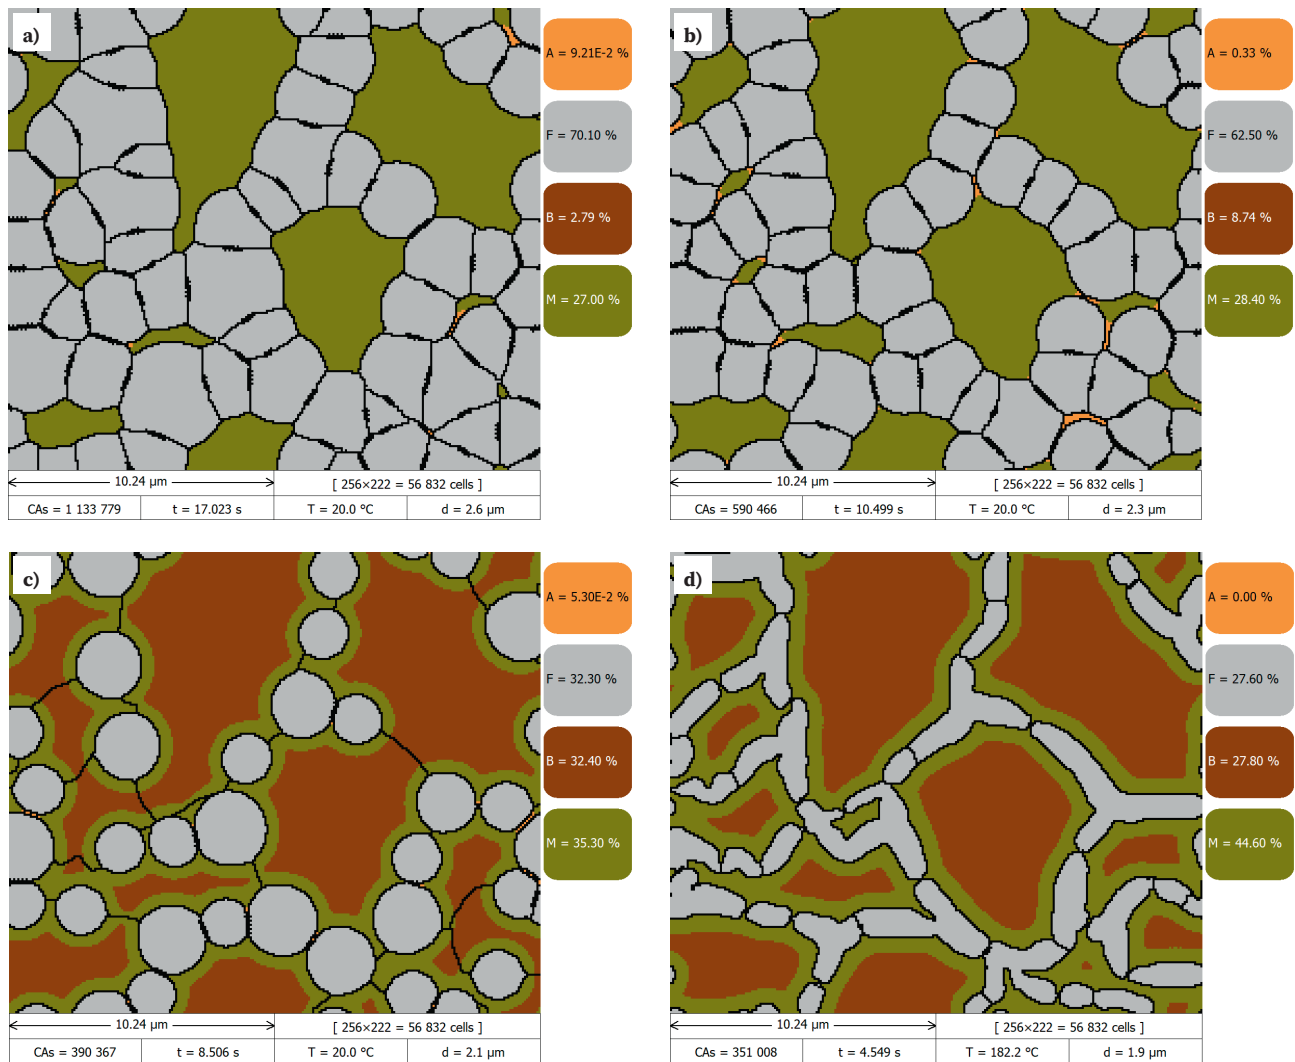 a)
A = 9.21E-2 %
F = 70.10 %
B = 2.79 %
M = 27.00 %
10.24 µm
[ 256×222 = 56 832 cells ]
CAs = 1 133 779
t = 17.023 s
T = 20.0 °C
d = 2.6 µm
b)
A = 0.33 %
F = 62.50 %
B = 8.74 %
M = 28.40 %
10.24 µm
[ 256×222 = 56 832 cells ]
CAs = 590 466
t = 10.499 s
T = 20.0 °C
d = 2.3 µm
c)
A = 5.30E-2 %
F = 32.30 %
B = 32.40 %
M = 35.30 %
10.24 µm
[ 256×222 = 56 832 cells ]
CAs = 390 367
t = 8.506 s
T = 20.0 °C
d = 2.1 µm
d)
A = 0.00 %
F = 27.60 %
B = 27.80 %
M = 44.60 %
10.24 µm
[ 256×222 = 56 832 cells ]
CAs = 351 008
t = 4.549 s
T = 182.2 °C
d = 1.9 µm